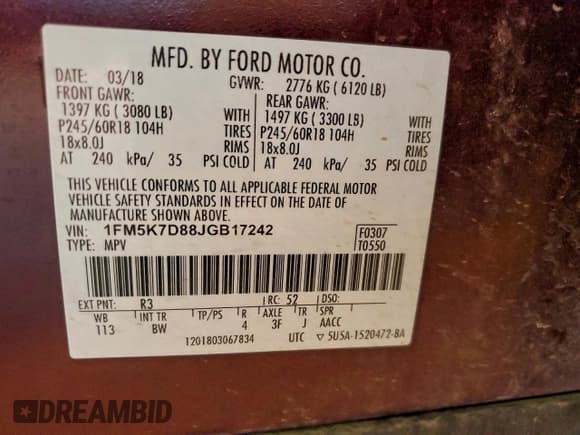 MFD. BY FORD MOTOR CO.
DATE: 03/18 GVWR: 2776 KG ( 6120 LB)
FRONT GAWR: REAR GAWR:
1397 KG ( 3080 LB) WITH 1497 KG ( 3300 LB) WITH
P245/60R18 104H TIRES P245/60R18 104H TIRES
18x8.0J RIMS 18x8.0J RIMS
AT 240 kPa/ 35 PSI COLD AT 240 kPa/ 35 PSI COLD
THIS VEHICLE CONFORMS TO ALL APPLICABLE FEDERAL MOTOR
VEHICLE SAFETY STANDARDS IN EFFECT ON THE DATE OF
MANUFACTURE SHOWN ABOVE.
VIN: 1FM5K7D88JGB17242 F0307
TYPE: MPV T0550
EXT PNT: R3 RC: 52 DSO:
WB INT TR TP/PS R AXLE TR SPR
113 BW 4 3F J AACC
1201803067834 UTC ▽ 5U5A-1520472-BA
DREAMBID